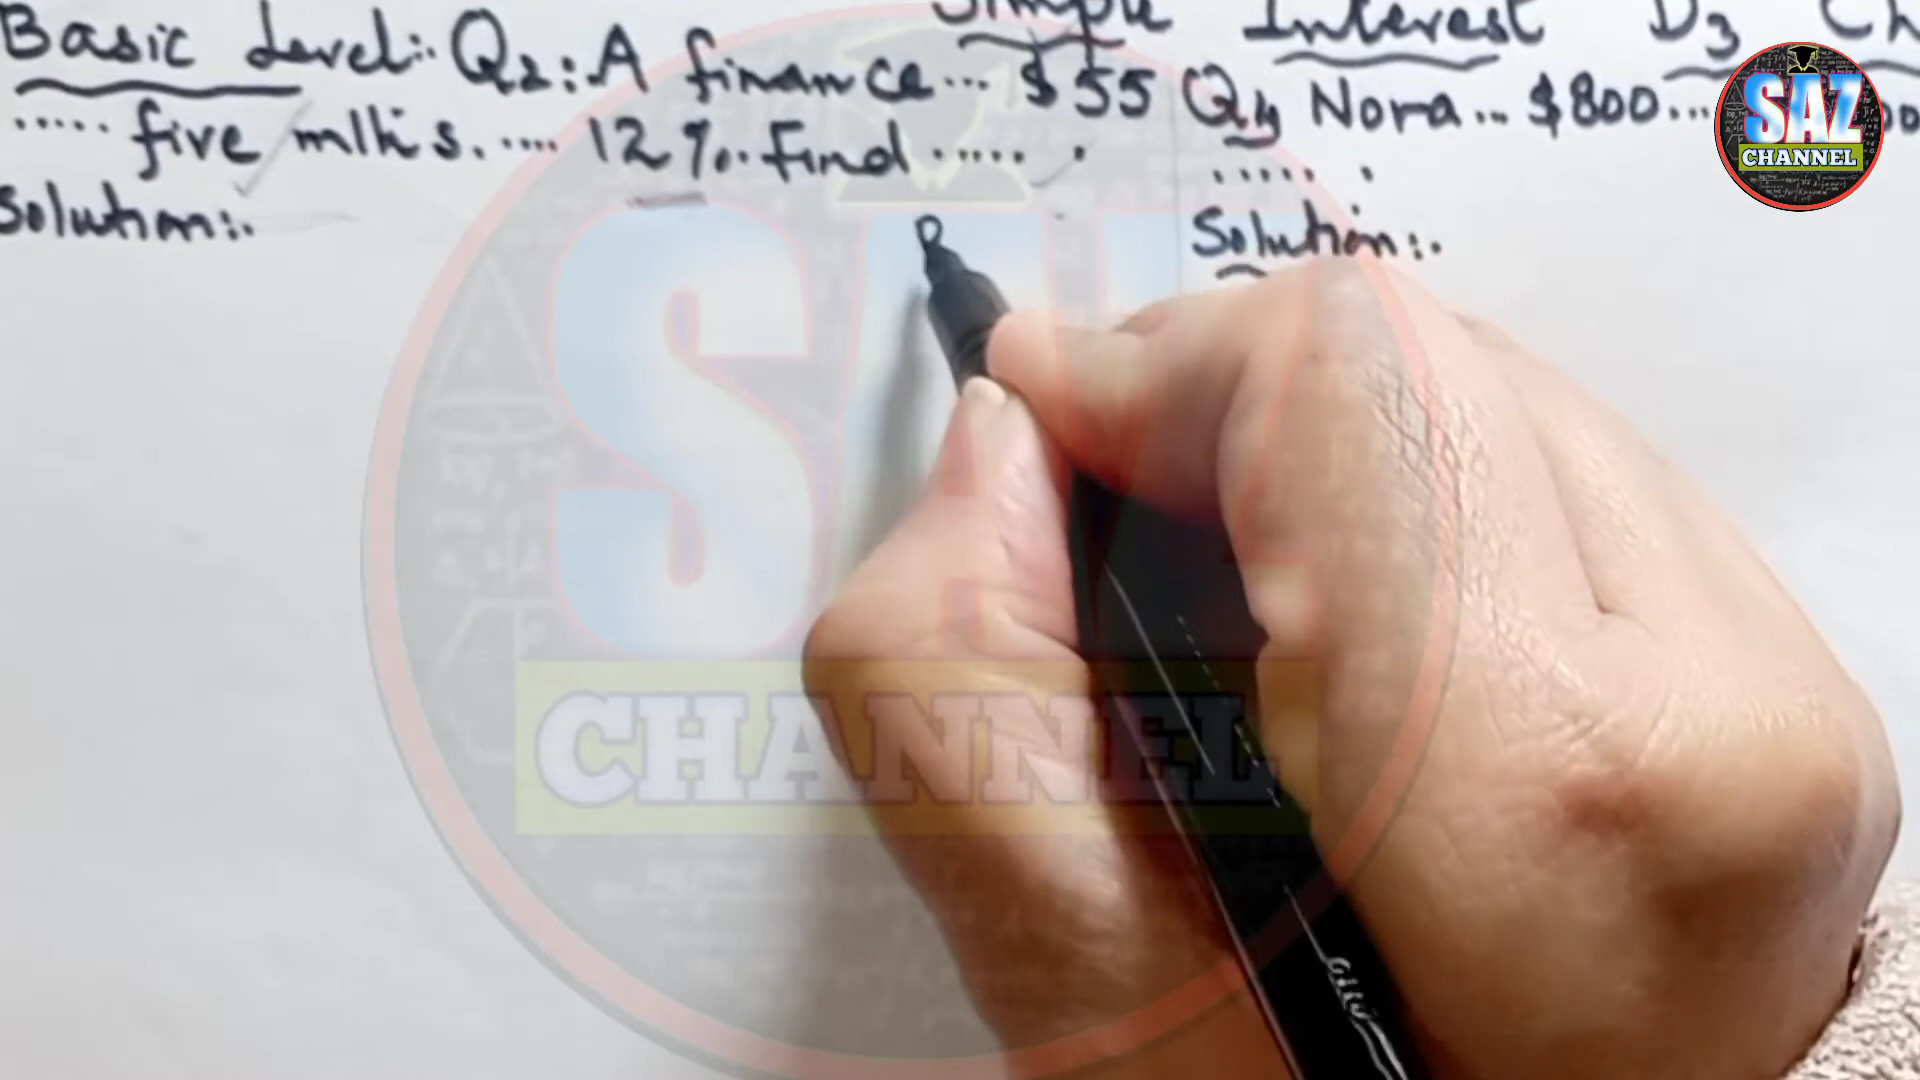 Simple Interest D3 Ch
Basic Level:. Q2: A finance... $55
..... five mths. .... 12%. Find ..... .
Solution:.
Q4 Nora... $800...
..... .
Solution:.
SAZ
CHANNEL
SAZ
CHANNEL